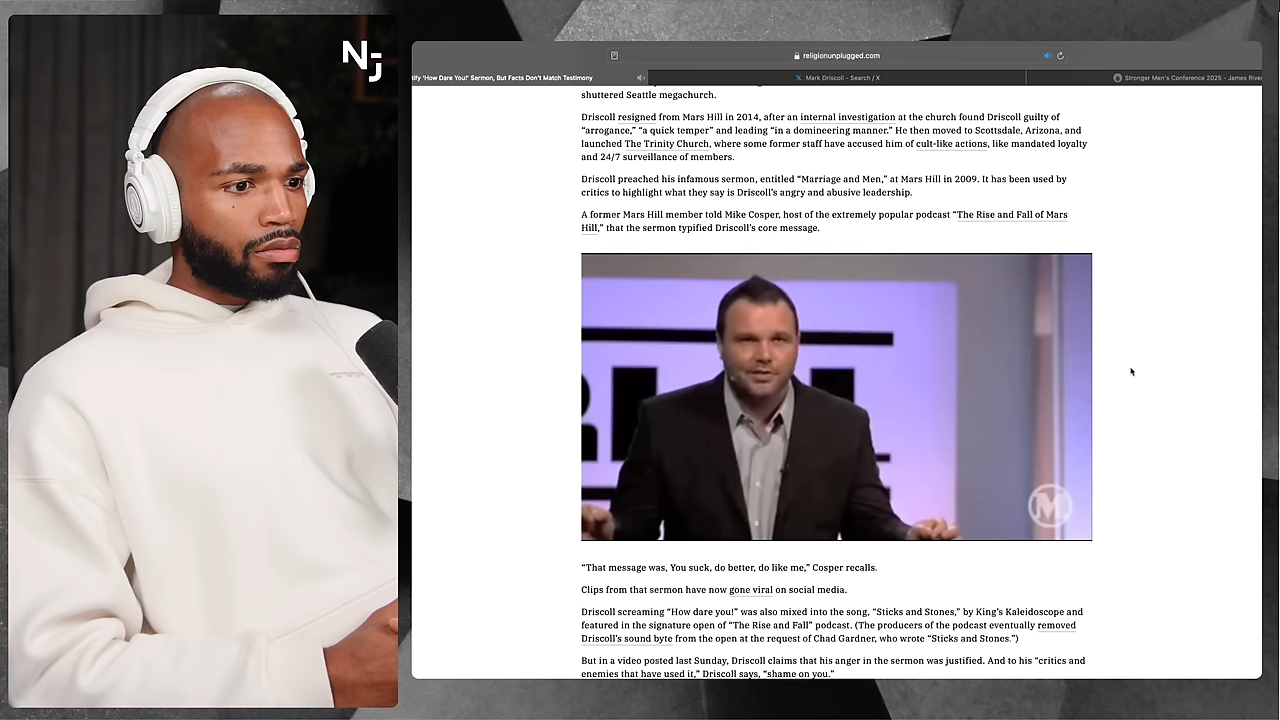 NJ
religionunplugged.com
tify ‘How Dare You!’ Sermon, But Facts Don’t Match Testimony
Mark Driscoll - Search / X
Stronger Men's Conference 2025 - James River
shuttered Seattle megachurch.
Driscoll resigned from Mars Hill in 2014, after an internal investigation at the church found Driscoll guilty of
“arrogance,” “a quick temper” and leading “in a domineering manner.” He then moved to Scottsdale, Arizona, and
launched The Trinity Church, where some former staff have accused him of cult-like actions, like mandated loyalty
and 24/7 surveillance of members.
Driscoll preached his infamous sermon, entitled “Marriage and Men,” at Mars Hill in 2009. It has been used by
critics to highlight what they say is Driscoll’s angry and abusive leadership.
A former Mars Hill member told Mike Cosper, host of the extremely popular podcast “The Rise and Fall of Mars
Hill,” that the sermon typified Driscoll’s core message.
M
“That message was, You suck, do better, do like me,” Cosper recalls.
Clips from that sermon have now gone viral on social media.
Driscoll screaming “How dare you!” was also mixed into the song, “Sticks and Stones,” by King’s Kaleidoscope and
featured in the signature open of “The Rise and Fall” podcast. (The producers of the podcast eventually removed
Driscoll’s sound byte from the open at the request of Chad Gardner, who wrote “Sticks and Stones.”)
But in a video posted last Sunday, Driscoll claims that his anger in the sermon was justified. And to his “critics and
enemies that have used it,” Driscoll says, “shame on you.”